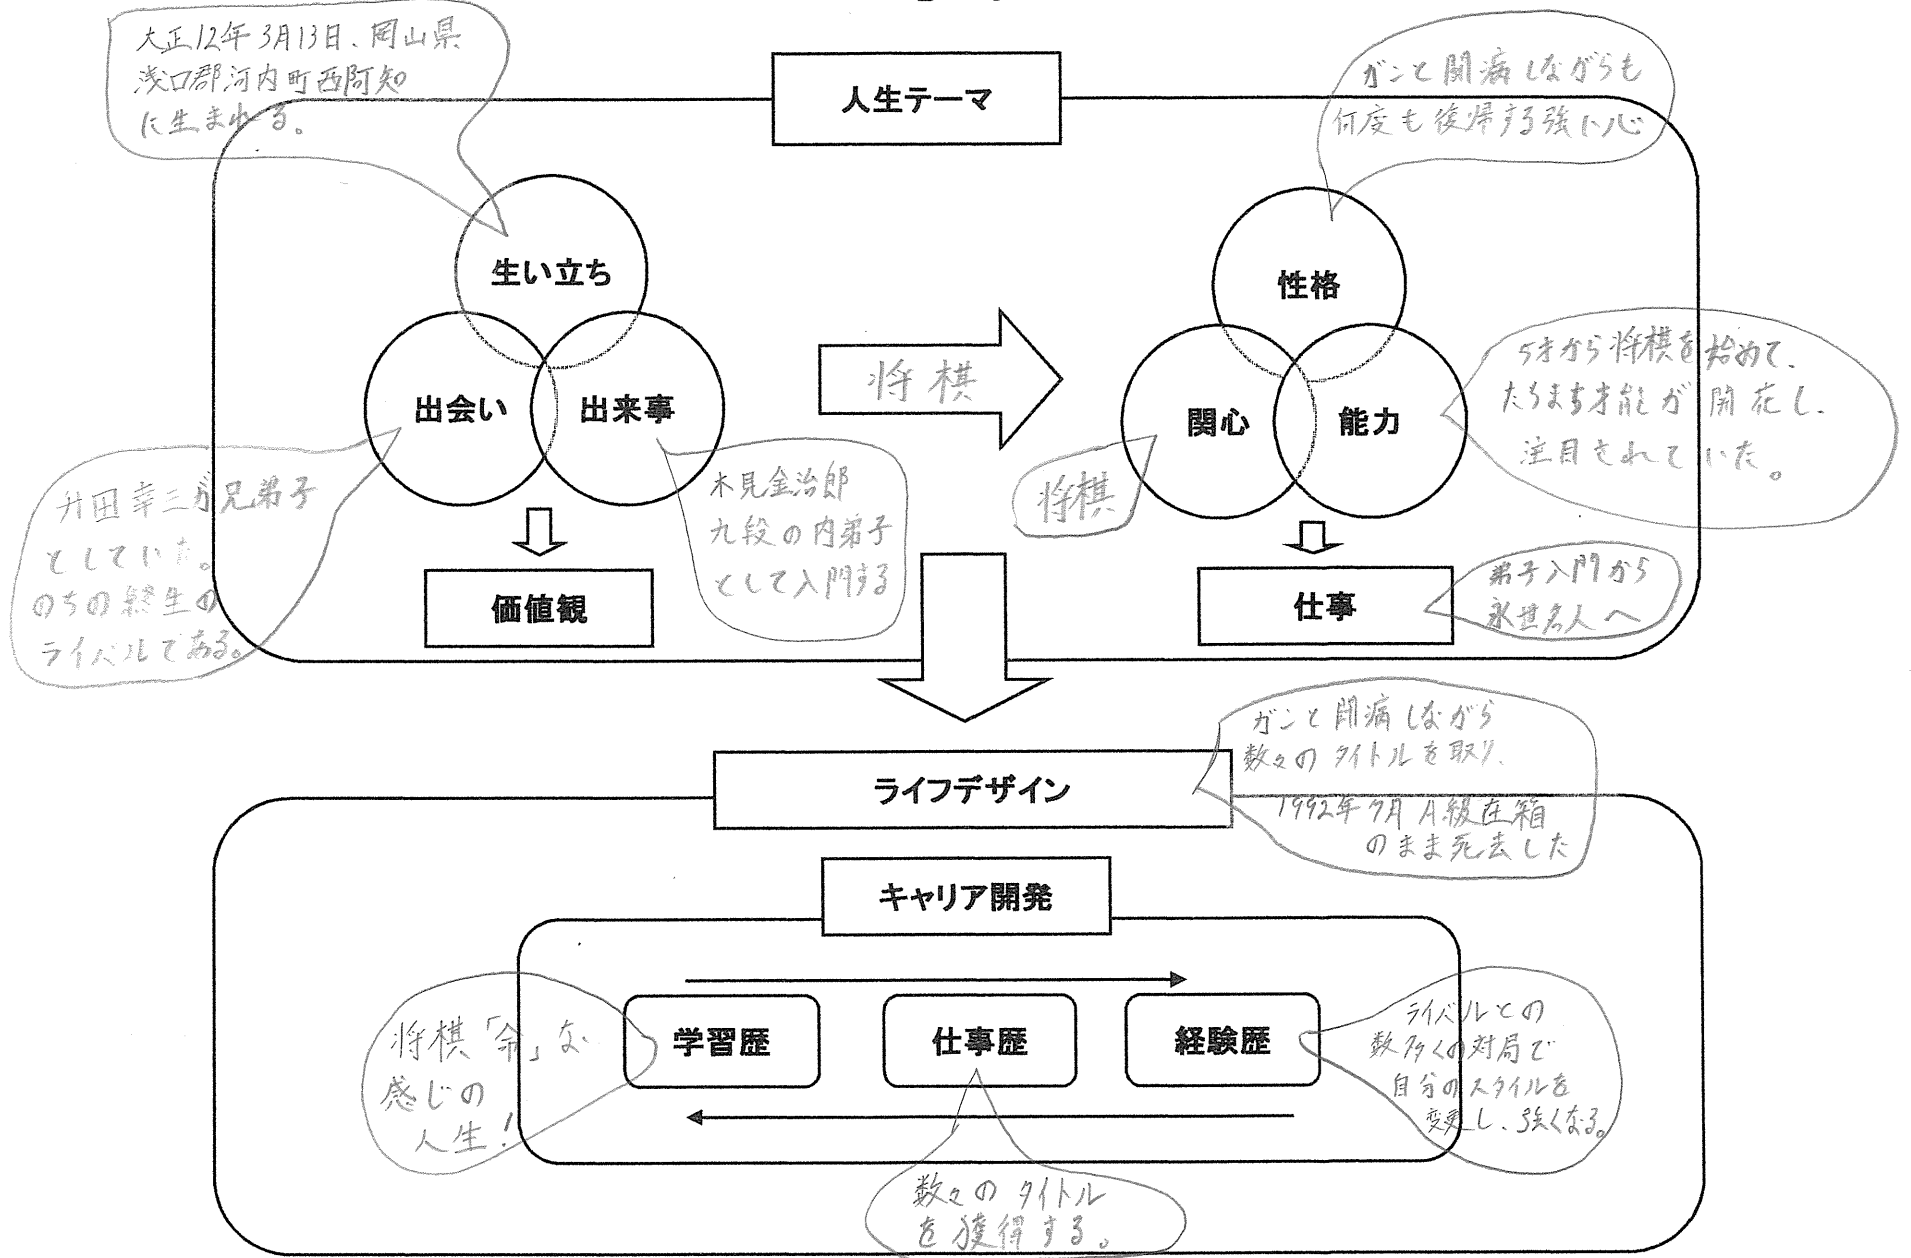 大正12年3月13日、岡山県
浅口郡河内町西阿知
に生まれる。
人生テーマ
ガンと闘病しながらも
何度も復帰する強い心
生い立ち
出会い
出来事
升田幸三が兄弟子
としていた。
のちの終生の
ライバルである。
木見金治郎
九段の内弟子
として入門する
価値観
将棋
性格
関心
能力
将棋
5才から将棋を始めて、
たちまち才能が開花し、
注目されていた。
仕事
弟子入門から
永世名人へ
ライフデザイン
ガンと闘病しながら
数々のタイトルを取り、
1992年7月A級在籍
のまま死去した
キャリア開発
学習歴
仕事歴
経験歴
将棋「命」な
感じの
人生!
数々のタイトル
を獲得する。
ライバルとの
数多くの対局で
自分のスタイルを
変更し、強くなる。